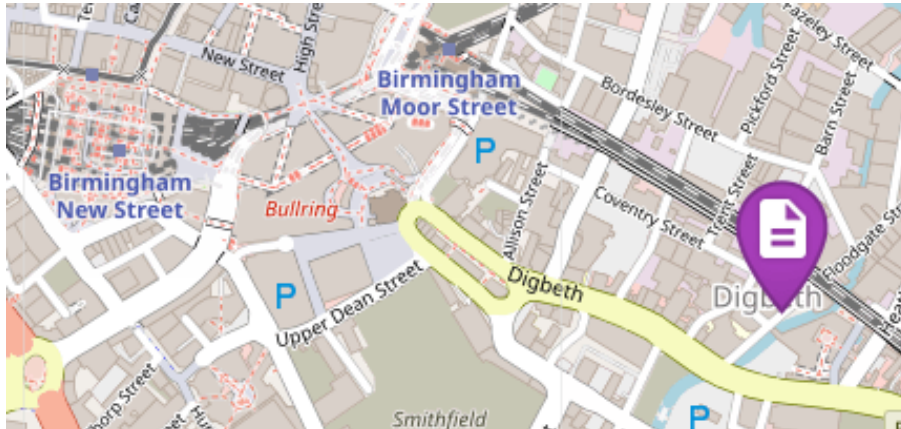 New Street
High Street
Birmingham
Moor Street
Fazeley Street
Pickford Street
Barn Street
Bordesley Street
P
Birmingham
New Street
Bullring
Allison Street
Coventry Street
Trent Street
Floodgate
Digbeth
Digbeth
P
Upper Dean Street
Smithfield
P